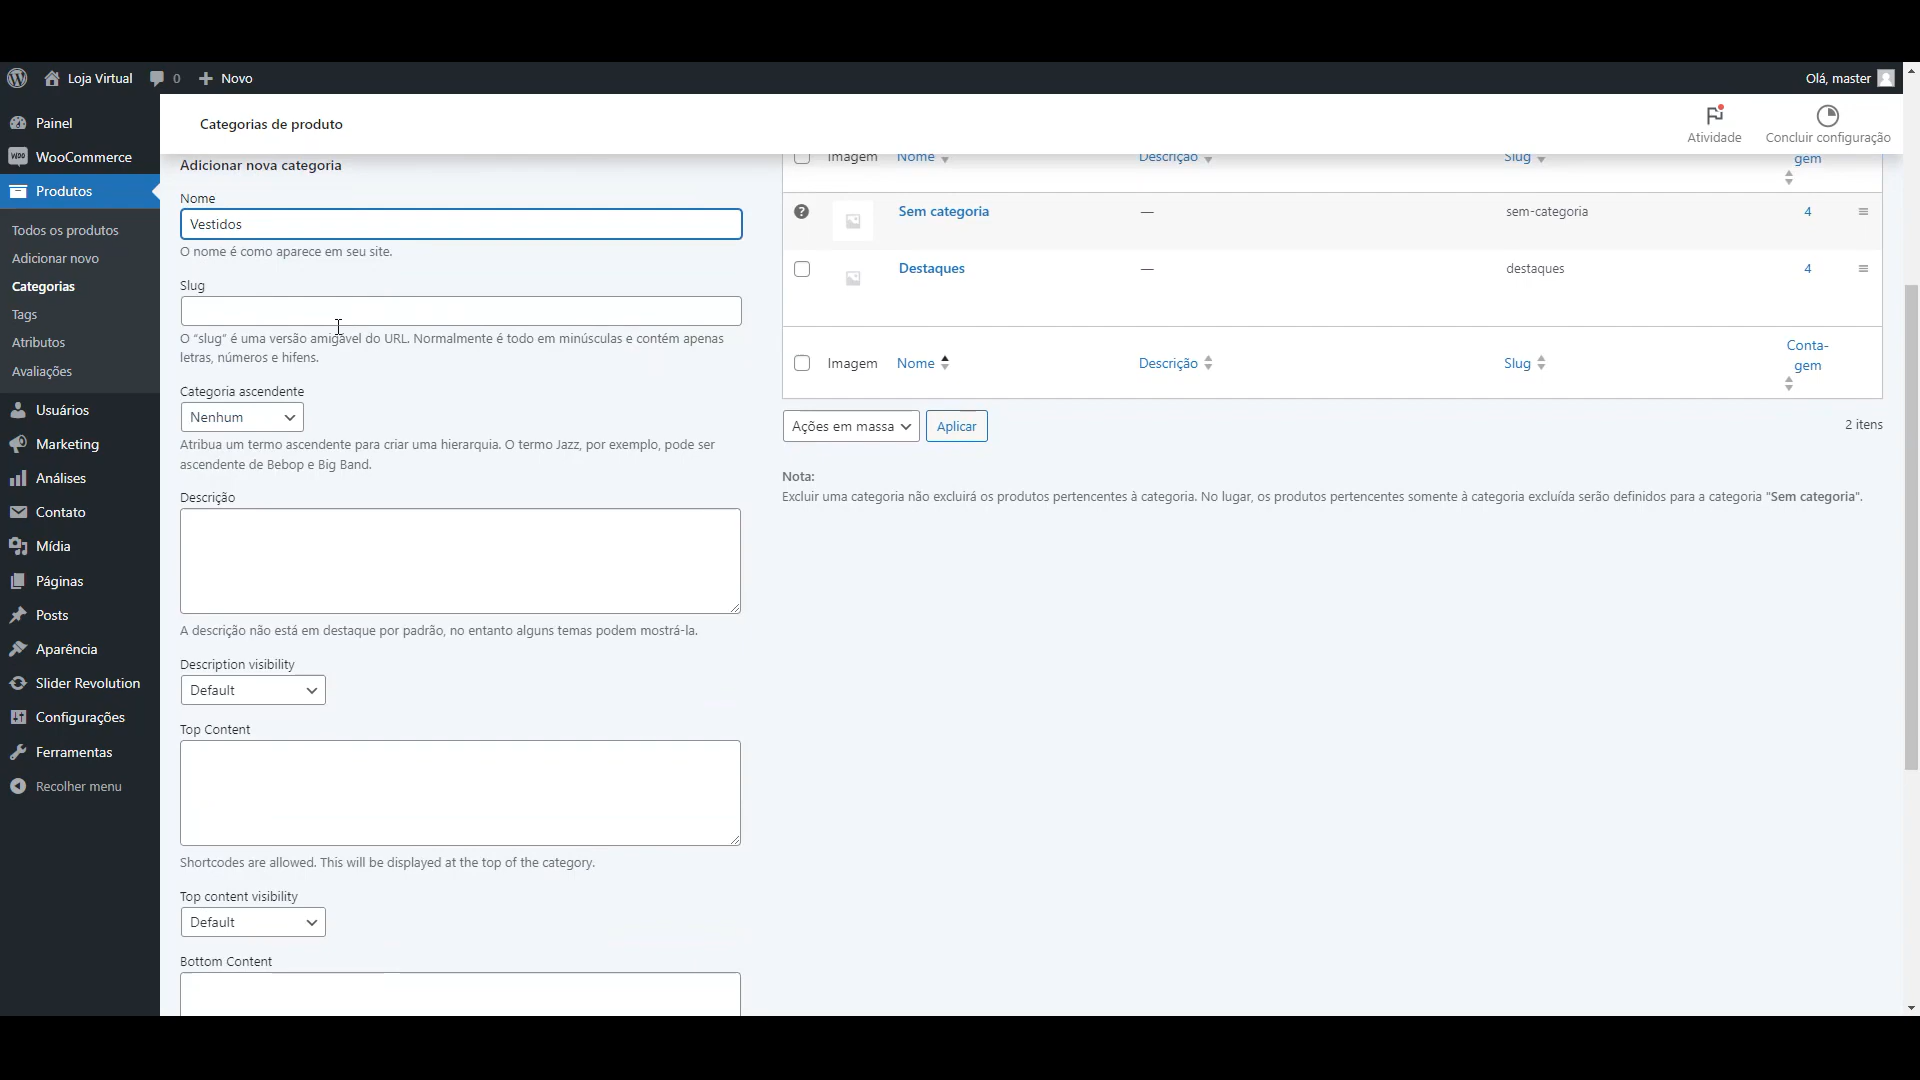 Loja Virtual
0
Novo
Olá, master
Painel
WooCommerce
Produtos
Todos os produtos
Adicionar novo
Categorias
Tags
Atributos
Avaliações
Usuários
Marketing
Análises
Contato
Mídia
Páginas
Posts
Aparência
Slider Revolution
Configurações
Ferramentas
Recolher menu
Categorias de produto
Atividade
Concluir configuração
Adicionar nova categoria
Nome
Vestidos
O nome é como aparece em seu site.
Slug
O “slug” é uma versão amigável do URL. Normalmente é todo em minúsculas e contém apenas
letras, números e hifens.
Categoria ascendente
Nenhum
Atribua um termo ascendente para criar uma hierarquia. O termo Jazz, por exemplo, pode ser
ascendente de Bebop e Big Band.
Descrição
A descrição não está em destaque por padrão, no entanto alguns temas podem mostrá-la.
Description visibility
Default
Top Content
Shortcodes are allowed. This will be displayed at the top of the category.
Top content visibility
Default
Bottom Content
Imagem Nome Descrição Slug gem
Sem categoria — sem-categoria 4
Destaques — destaques 4
Imagem Nome Descrição Slug Conta-
gem
Ações em massa Aplicar 2 itens
Nota:
Excluir uma categoria não excluirá os produtos pertencentes à categoria. No lugar, os produtos pertencentes somente à categoria excluída serão definidos para a categoria "Sem categoria".